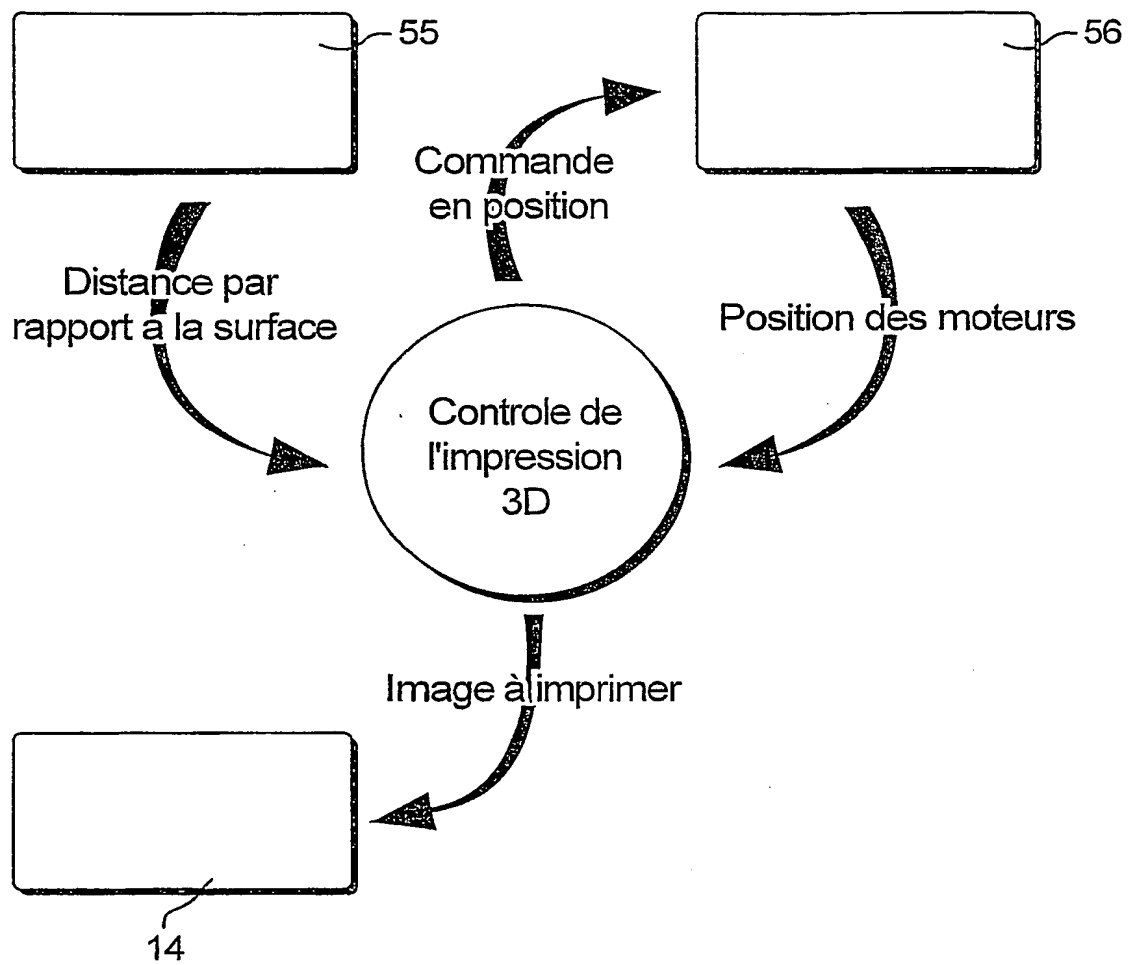 55
56
Commande
en position
Distance par
rapport a la surface
Position des moteurs
Controle de
l'impression
3D
Image à imprimer
14